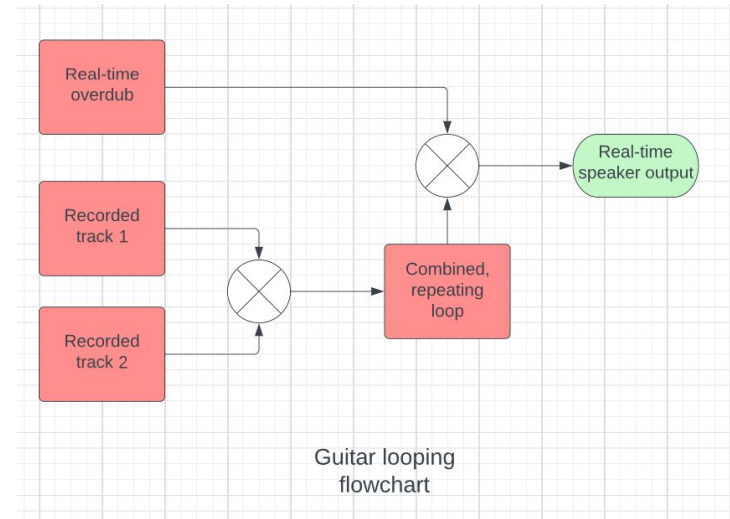 Real-time
overdub
Real-time
speaker output
Recorded
track 1
Combined,
repeating
loop
Recorded
track 2
Guitar looping
flowchart